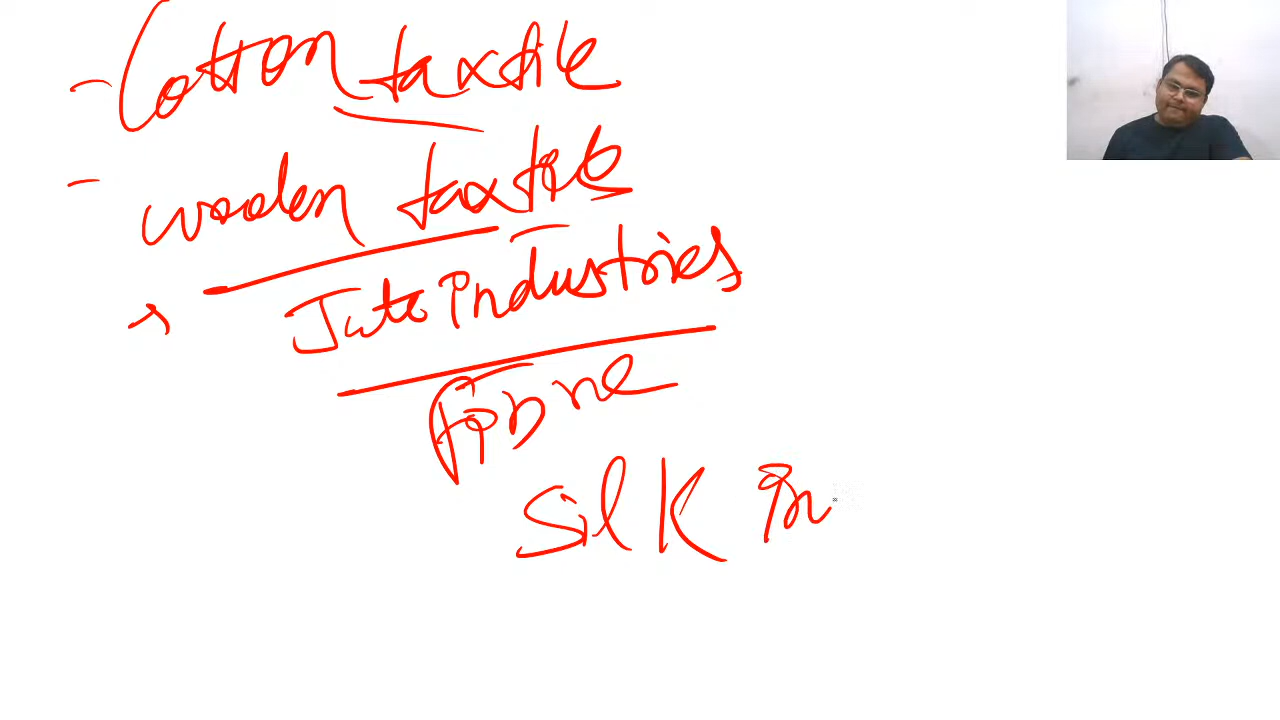 - Cotton taxtile
- woolen taxtile
Jute industries
fibre
Silk in